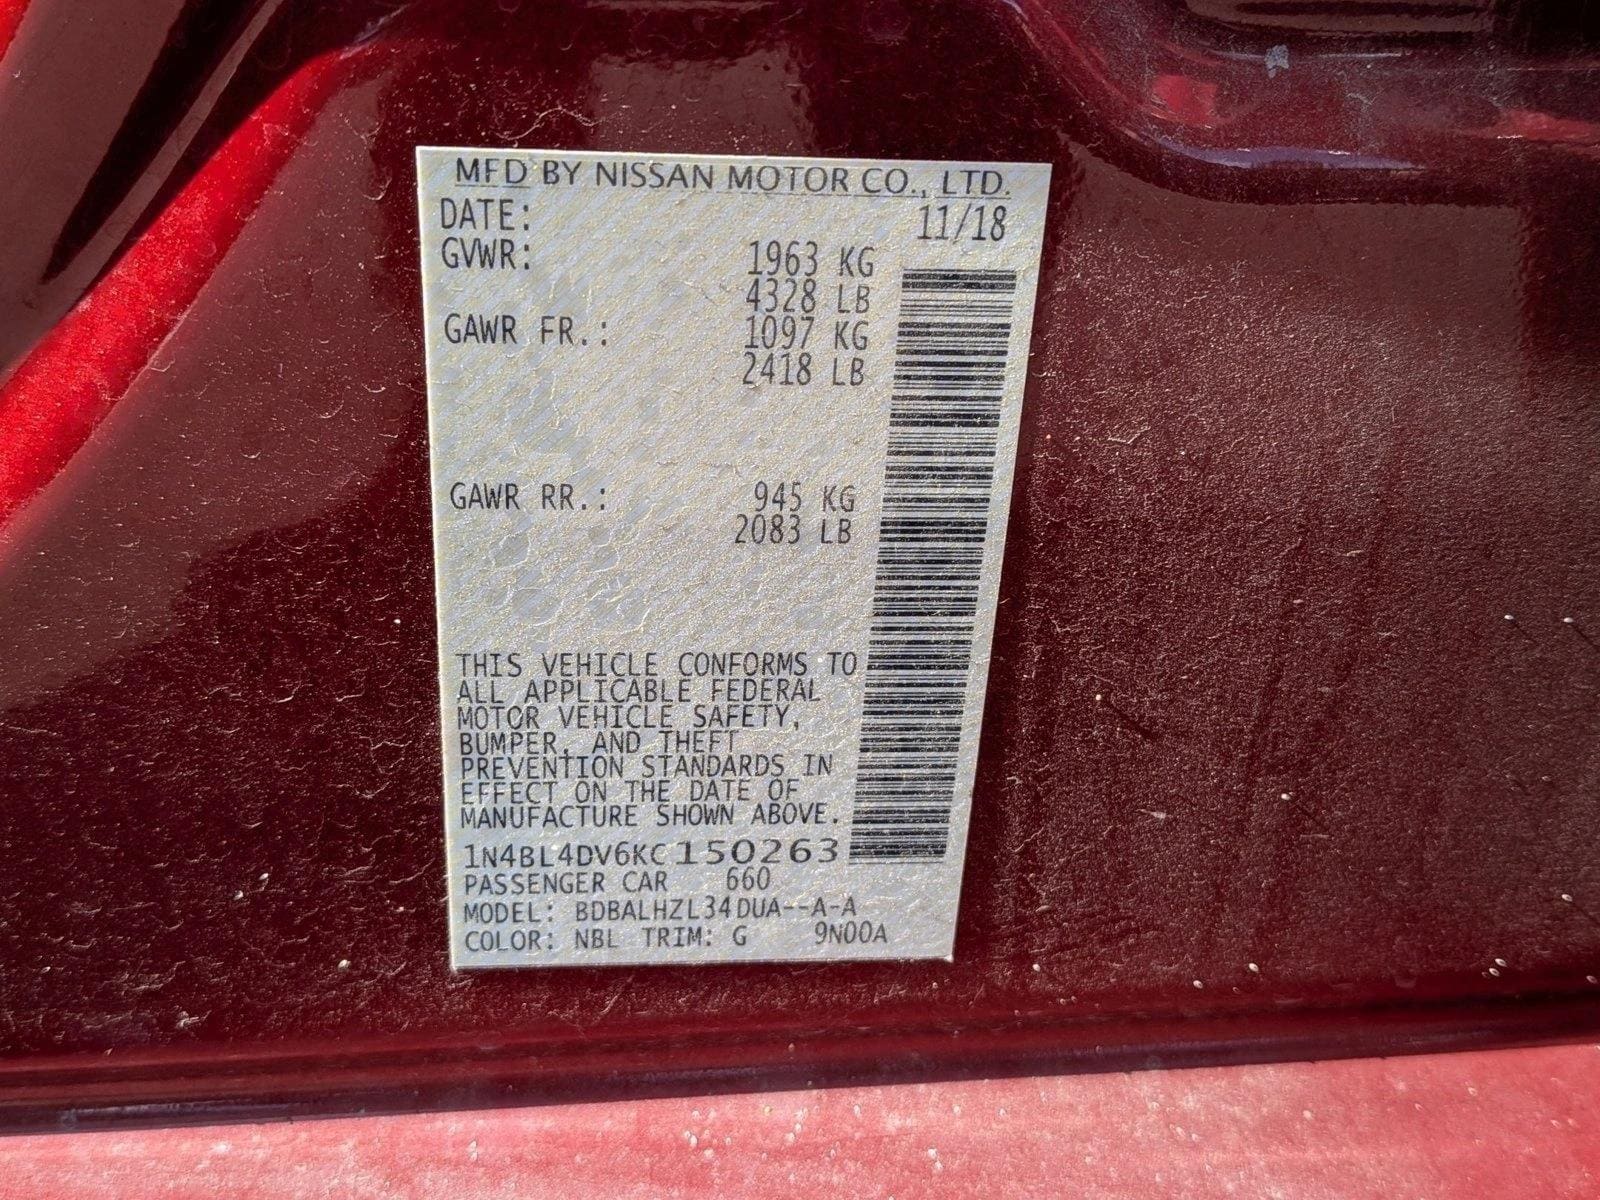 MFD BY NISSAN MOTOR CO., LTD.
DATE: 11/18
GVWR: 1963 KG
4328 LB
GAWR FR.: 1097 KG
2418 LB
GAWR RR.: 945 KG
2083 LB
THIS VEHICLE CONFORMS TO
ALL APPLICABLE FEDERAL
MOTOR VEHICLE SAFETY,
BUMPER, AND THEFT
PREVENTION STANDARDS IN
EFFECT ON THE DATE OF
MANUFACTURE SHOWN ABOVE.
1N4BL4DV6KC150263
PASSENGER CAR 660
MODEL: BDBALHZL34DUA--A-A
COLOR: NBL TRIM: G 9N00A